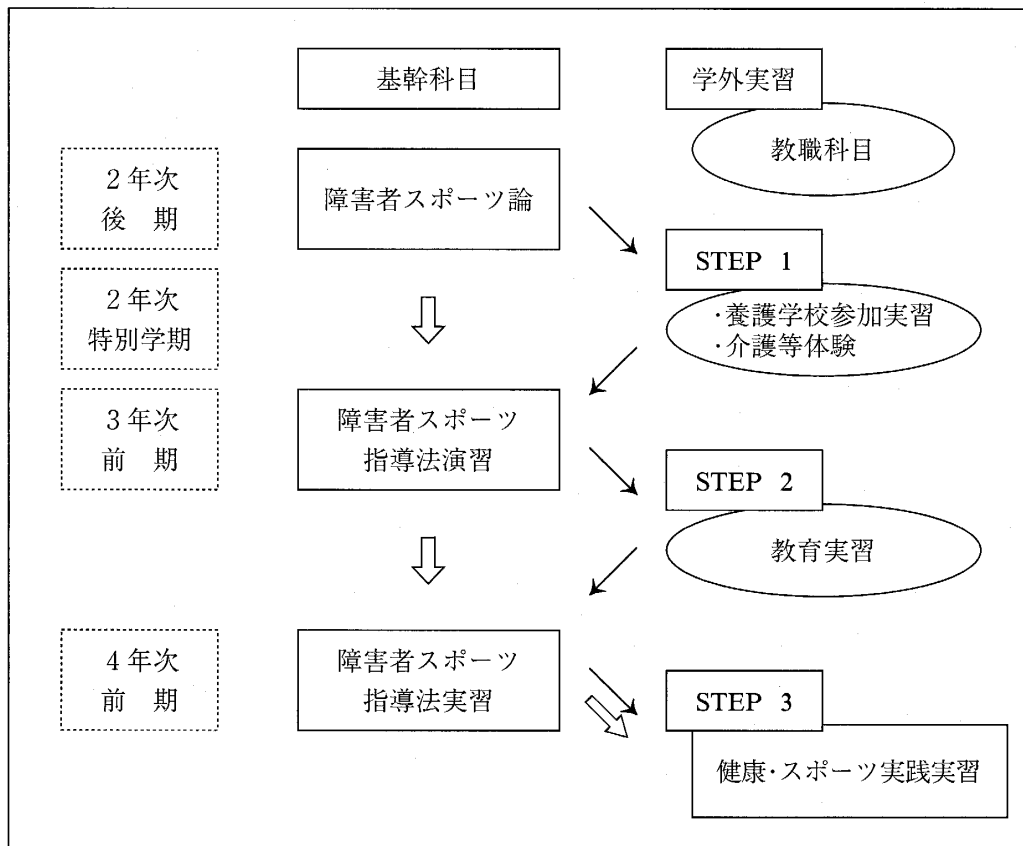 基幹科目
学外実習
教職科目
2年次
後 期
障害者スポーツ論
STEP 1
2年次
特別学期
・養護学校参加実習
・介護等体験
3年次
前 期
障害者スポーツ
指導法演習
STEP 2
教育実習
4年次
前 期
障害者スポーツ
指導法実習
STEP 3
健康・スポーツ実践実習